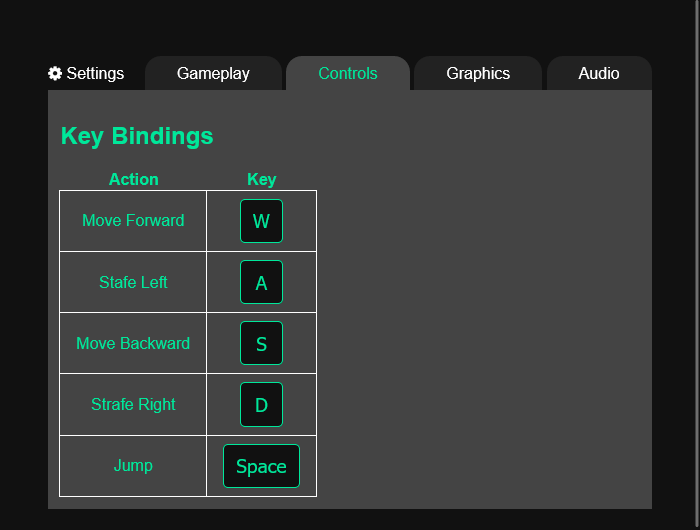 Settings Gameplay Controls Graphics Audio
Key Bindings
Action Key
Move Forward W
Stafe Left A
Move Backward S
Strafe Right D
Jump Space